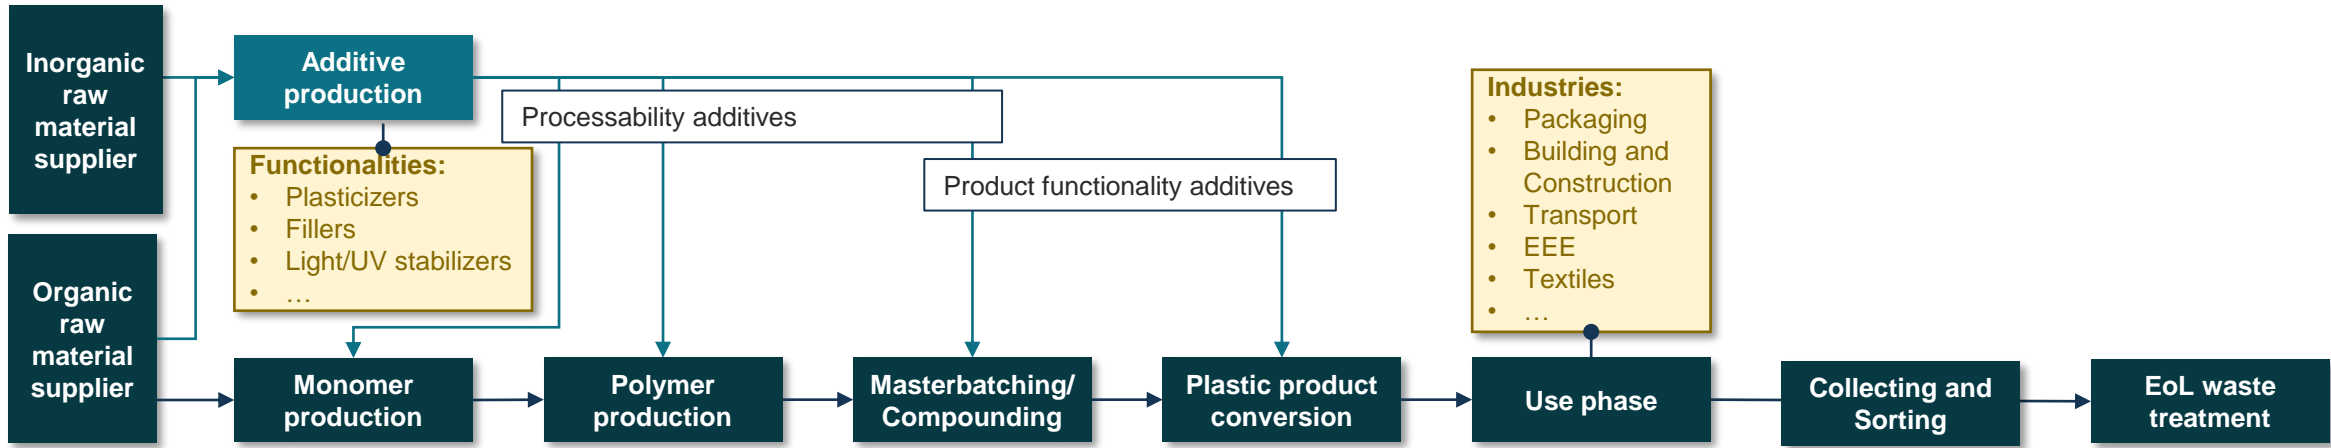 Inorganic
raw
material
supplier
Additive
production
Processability additives
Product functionality additives
Functionalities:
• Plasticizers
• Fillers
• Light/UV stabilizers
• …
Industries:
• Packaging
• Building and
Construction
• Transport
• EEE
• Textiles
• …
Organic
raw
material
supplier
Monomer
production
Polymer
production
Masterbatching/
Compounding
Plastic product
conversion
Use phase
Collecting and
Sorting
EoL waste
treatment